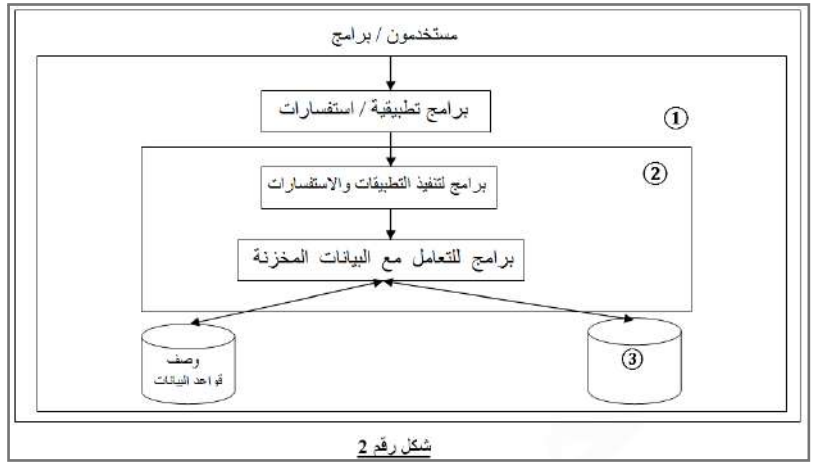 مستخدمون / برامج
برامج تطبيقية / استفسارات
①
②
برامج لتنفيذ التطبيقات والاستفسارات
برامج للتعامل مع البيانات المخزنة
③
وصف
قواعد البيانات
شكل رقم 2